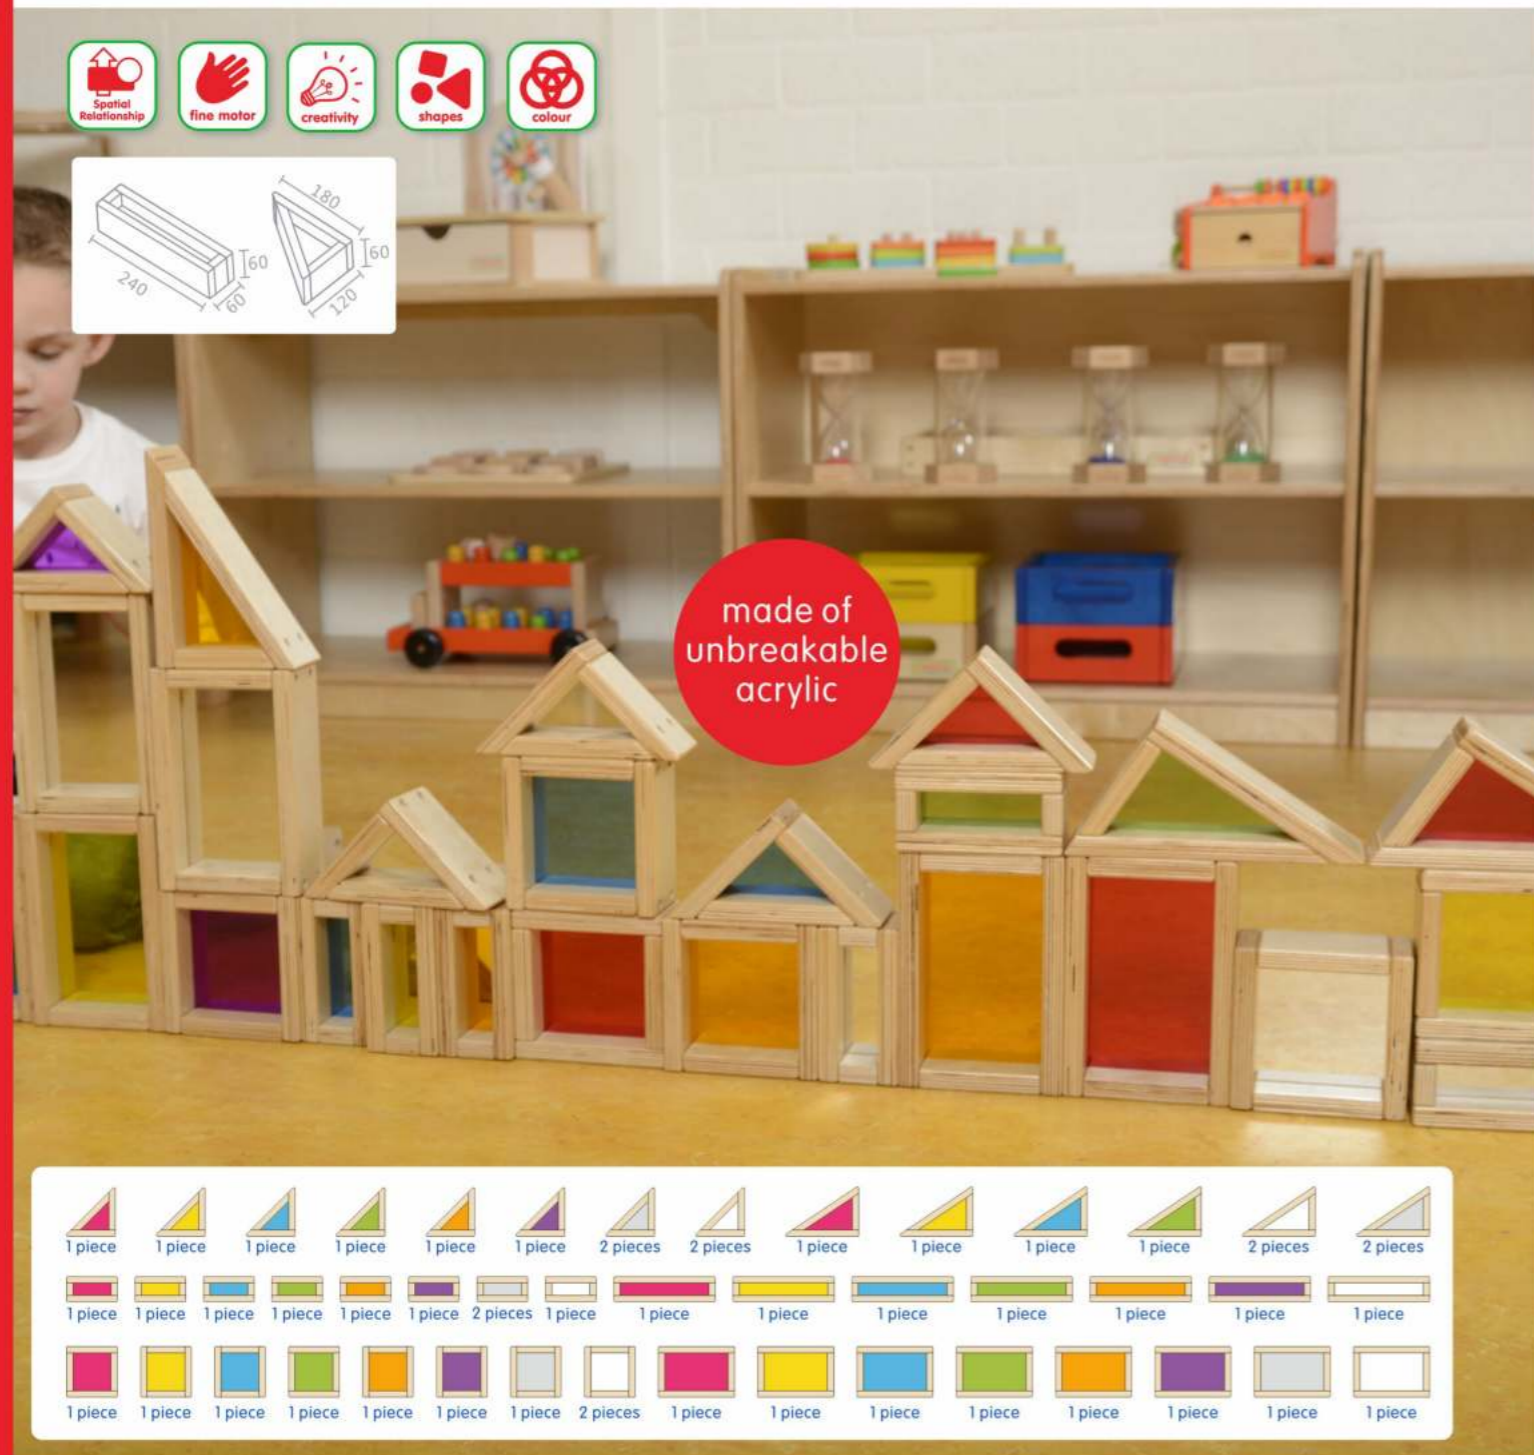 Spatial
Relationship
fine motor
creativity
shapes
colour
180
60
60
240
60
120
made of
unbreakable
acrylic
1 piece 1 piece 1 piece 1 piece 1 piece 1 piece 2 pieces 2 pieces 1 piece 1 piece 1 piece 1 piece 2 pieces 2 pieces
1 piece 1 piece 1 piece 1 piece 1 piece 1 piece 2 pieces 1 piece 1 piece 1 piece 1 piece 1 piece 1 piece 1 piece 1 piece
1 piece 1 piece 1 piece 1 piece 1 piece 1 piece 1 piece 2 pieces 1 piece 1 piece 1 piece 1 piece 1 piece 1 piece 1 piece 1 piece